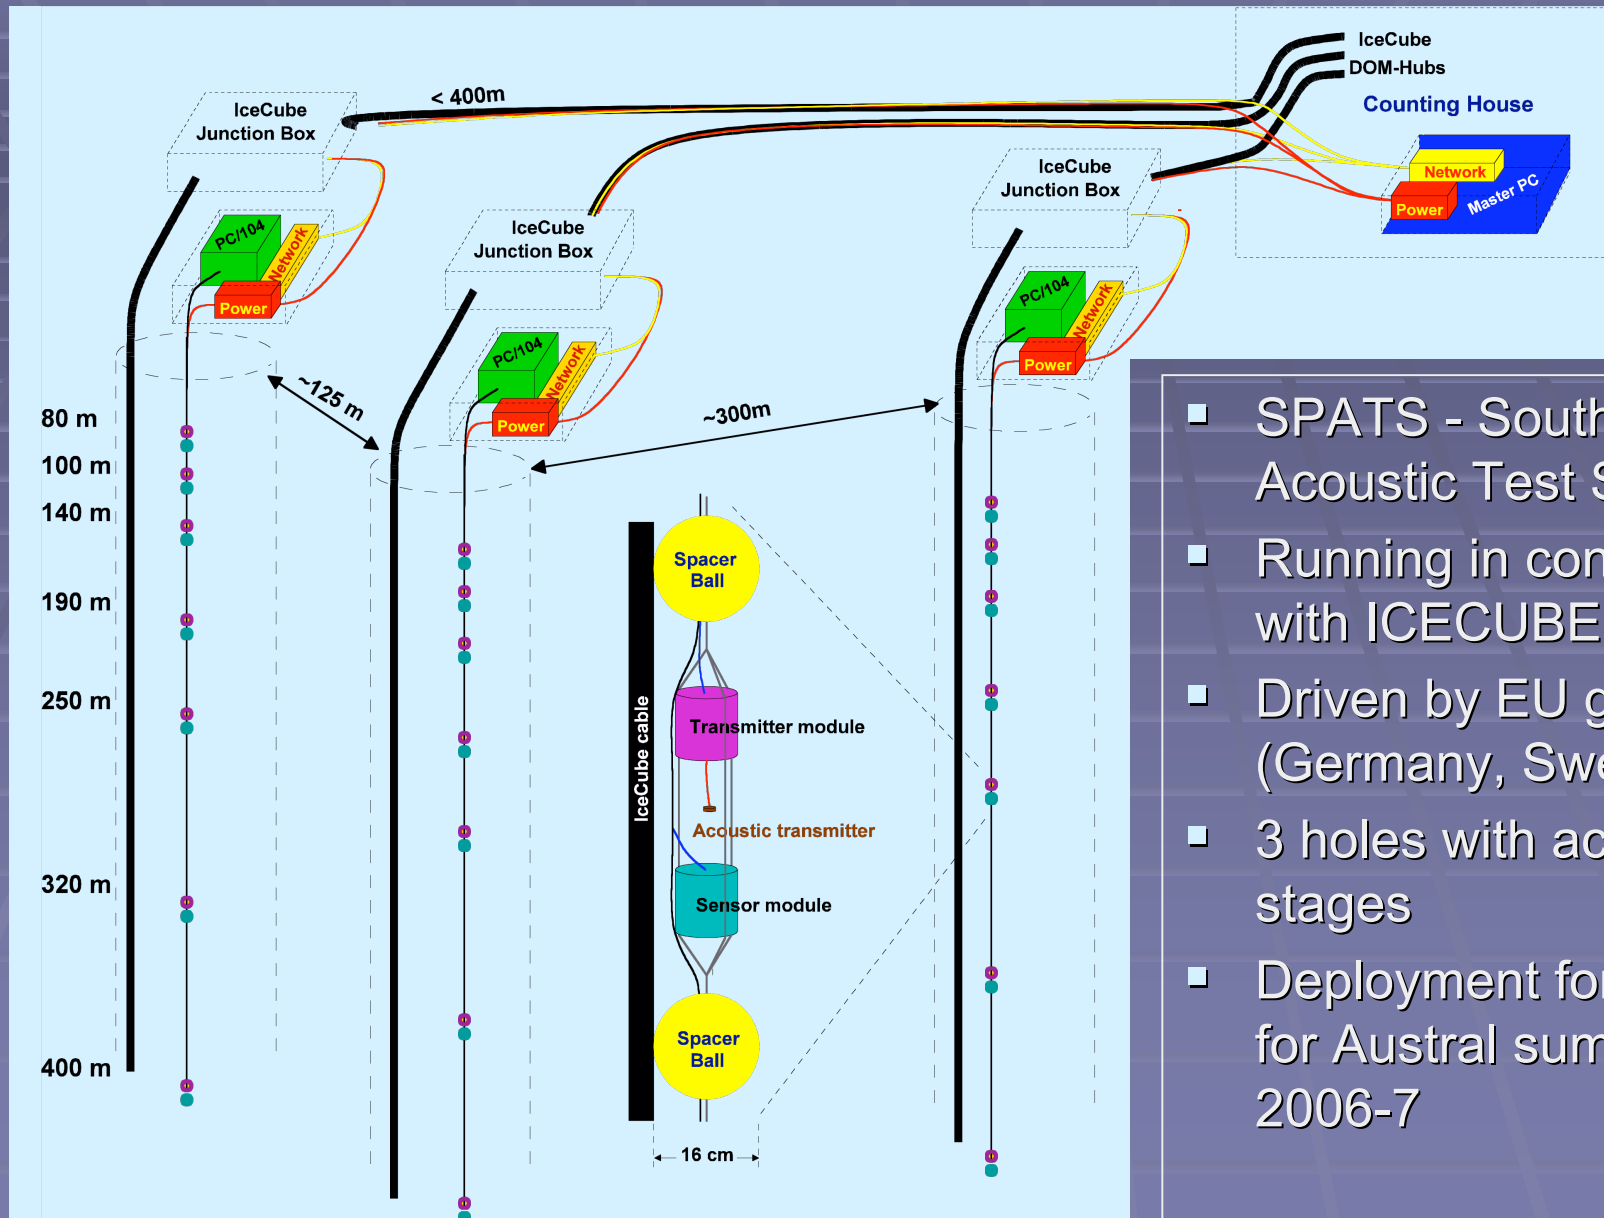 IceCube
DOM-Hubs
Counting House
Network
Power
Master PC
< 400m
IceCube
Junction Box
PC/104
Network
Power
IceCube
Junction Box
PC/104
Network
Power
IceCube
Junction Box
PC/104
Network
Power
~125 m
~300m
80 m
100 m
140 m
190 m
250 m
320 m
400 m
Spacer
Ball
IceCube cable
Transmitter module
Acoustic transmitter
Sensor module
Spacer
Ball
16 cm
SPATS - South
Acoustic Test S
Running in con
with ICECUBE
Driven by EU g
(Germany, Swe
3 holes with ac
stages
Deployment for
for Austral sum
2006-7